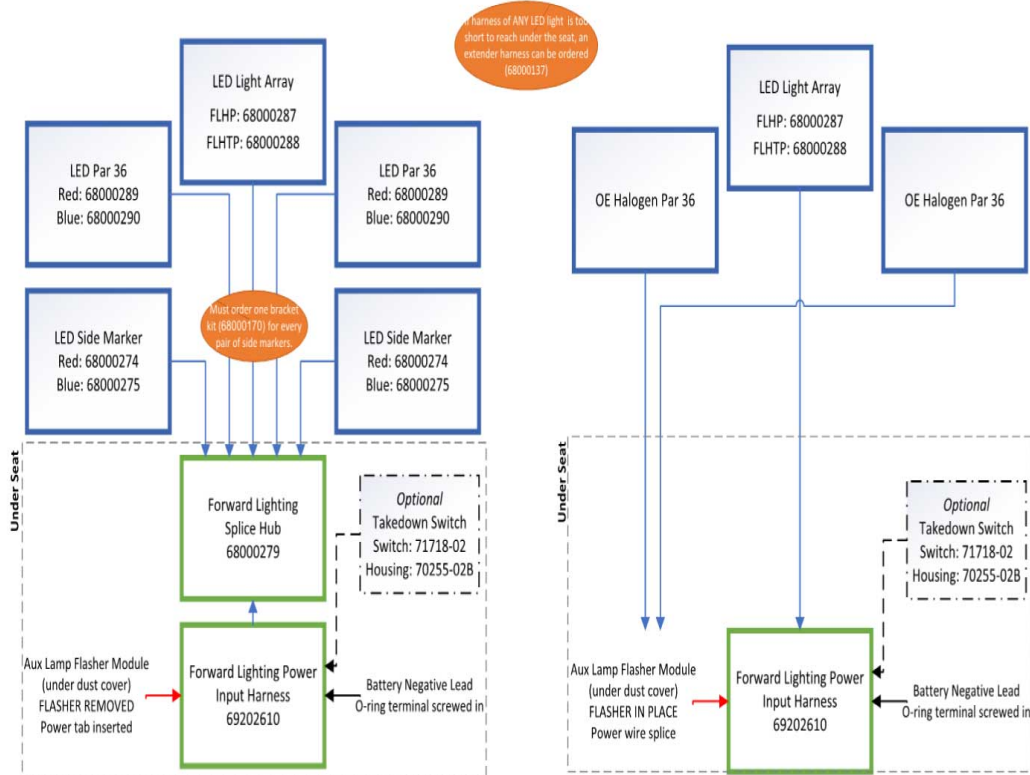 harness of ANY LED light is too
short to reach under the seat, an
extender harness can be ordered
(68000137)
LED Light Array
FLHP: 68000287
FLHTP: 68000288
LED Par 36
Red: 68000289
Blue: 68000290
LED Par 36
Red: 68000289
Blue: 68000290
Must order one bracket
kit (68000170) for every
pair of side markers.
LED Side Marker
Red: 68000274
Blue: 68000275
LED Side Marker
Red: 68000274
Blue: 68000275
Under Seat
Forward Lighting
Splice Hub
68000279
Optional
Takedown Switch
Switch: 71718-02
Housing: 70255-02B
Aux Lamp Flasher Module
(under dust cover)
FLASHER REMOVED
Power tab inserted
Forward Lighting Power
Input Harness
69202610
Battery Negative Lead
O-ring terminal screwed in
LED Light Array
FLHP: 68000287
FLHTP: 68000288
OE Halogen Par 36
OE Halogen Par 36
Under Seat
Optional
Takedown Switch
Switch: 71718-02
Housing: 70255-02B
Aux Lamp Flasher Module
(under dust cover)
FLASHER IN PLACE
Power wire splice
Forward Lighting Power
Input Harness
69202610
Battery Negative Lead
O-ring terminal screwed in